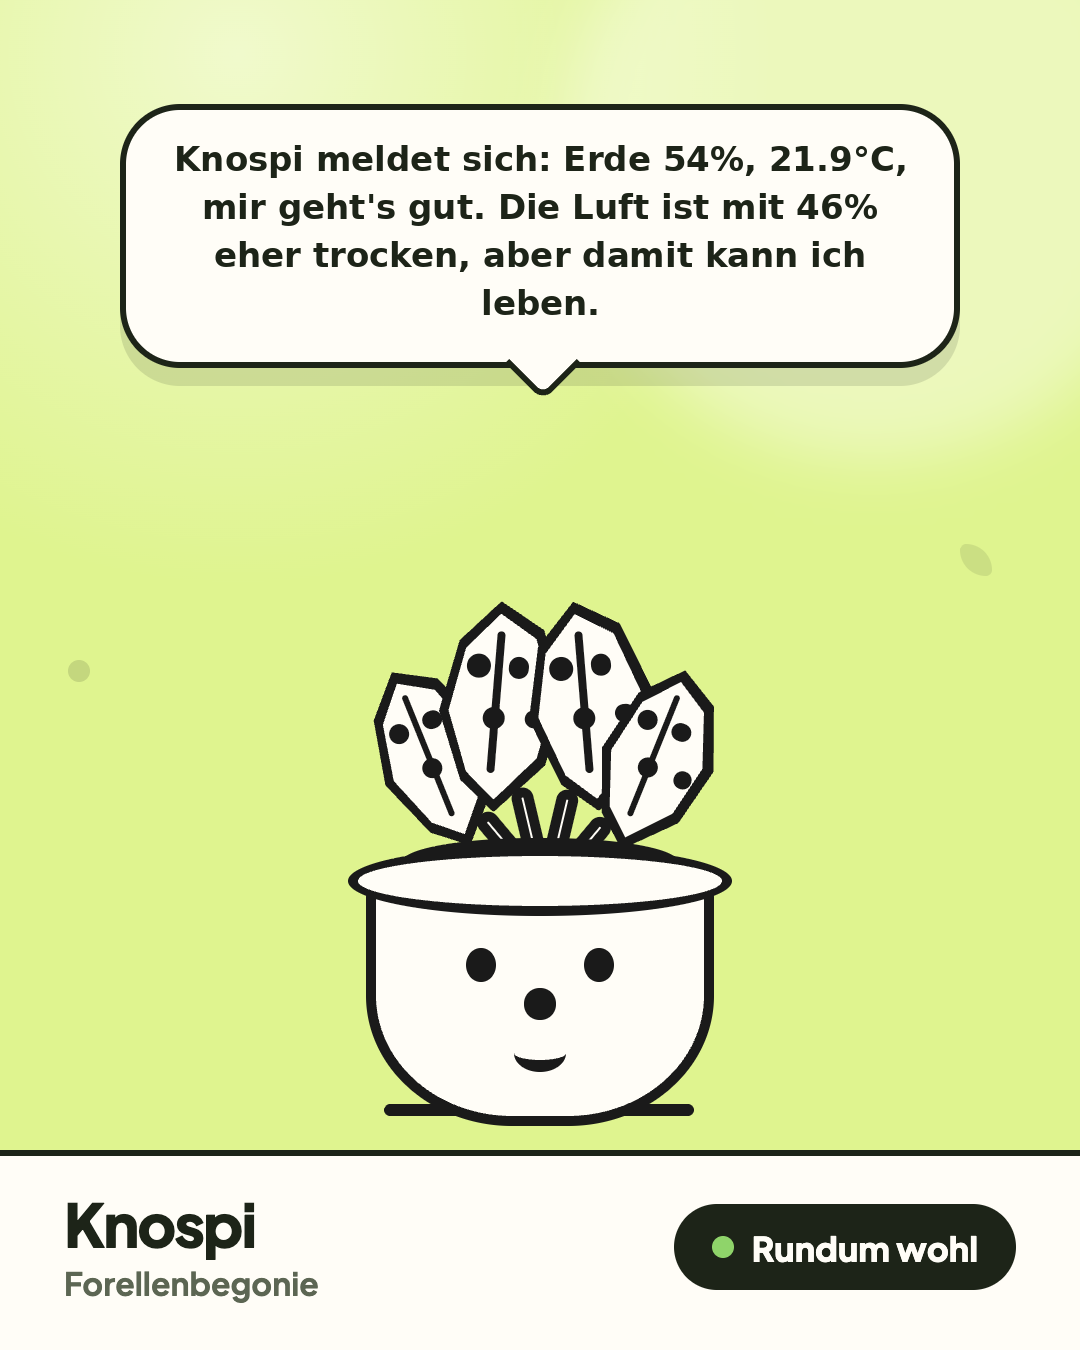 Knospi meldet sich: Erde 54%, 21.9°C,
mir geht's gut. Die Luft ist mit 46%
eher trocken, aber damit kann ich
leben.
Knospi
Forellenbegonie
Rundum wohl